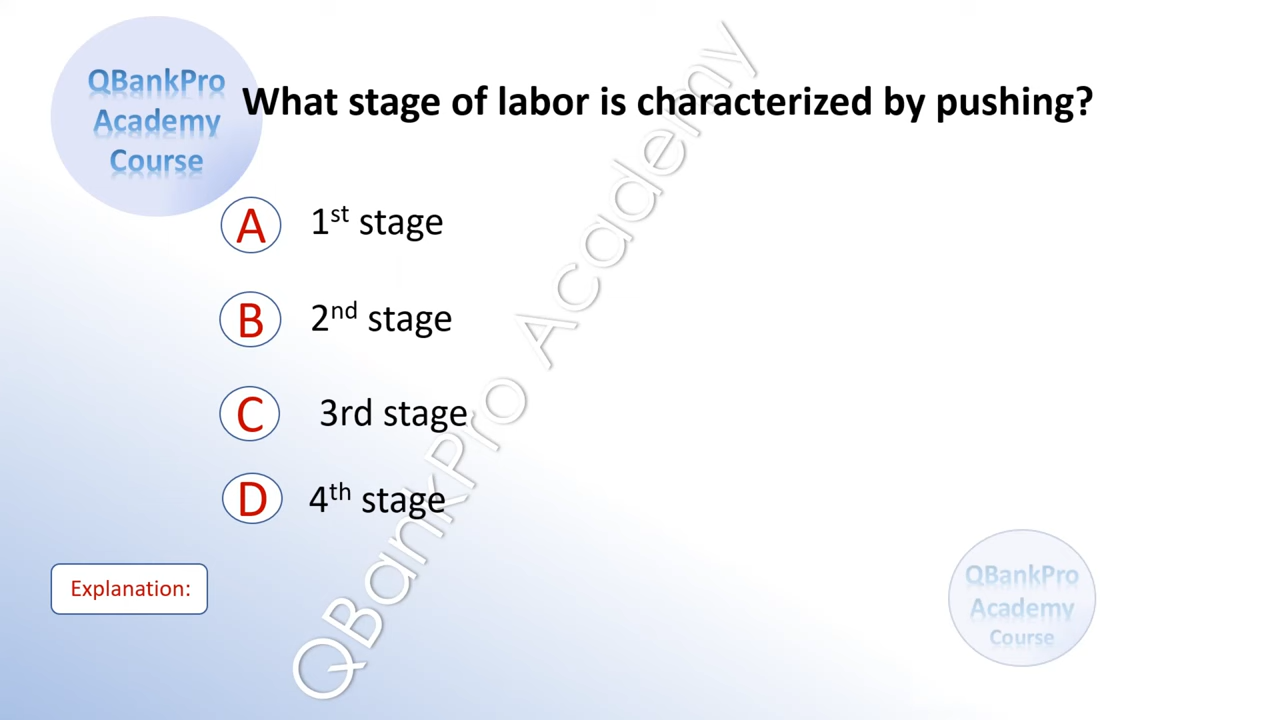 QBankPro
Academy
Course
What stage of labor is characterized by pushing?
A 1st stage
B 2nd stage
C 3rd stage
D 4th stage
Explanation:
QBankPro Academy
QBankPro
Academy
Course